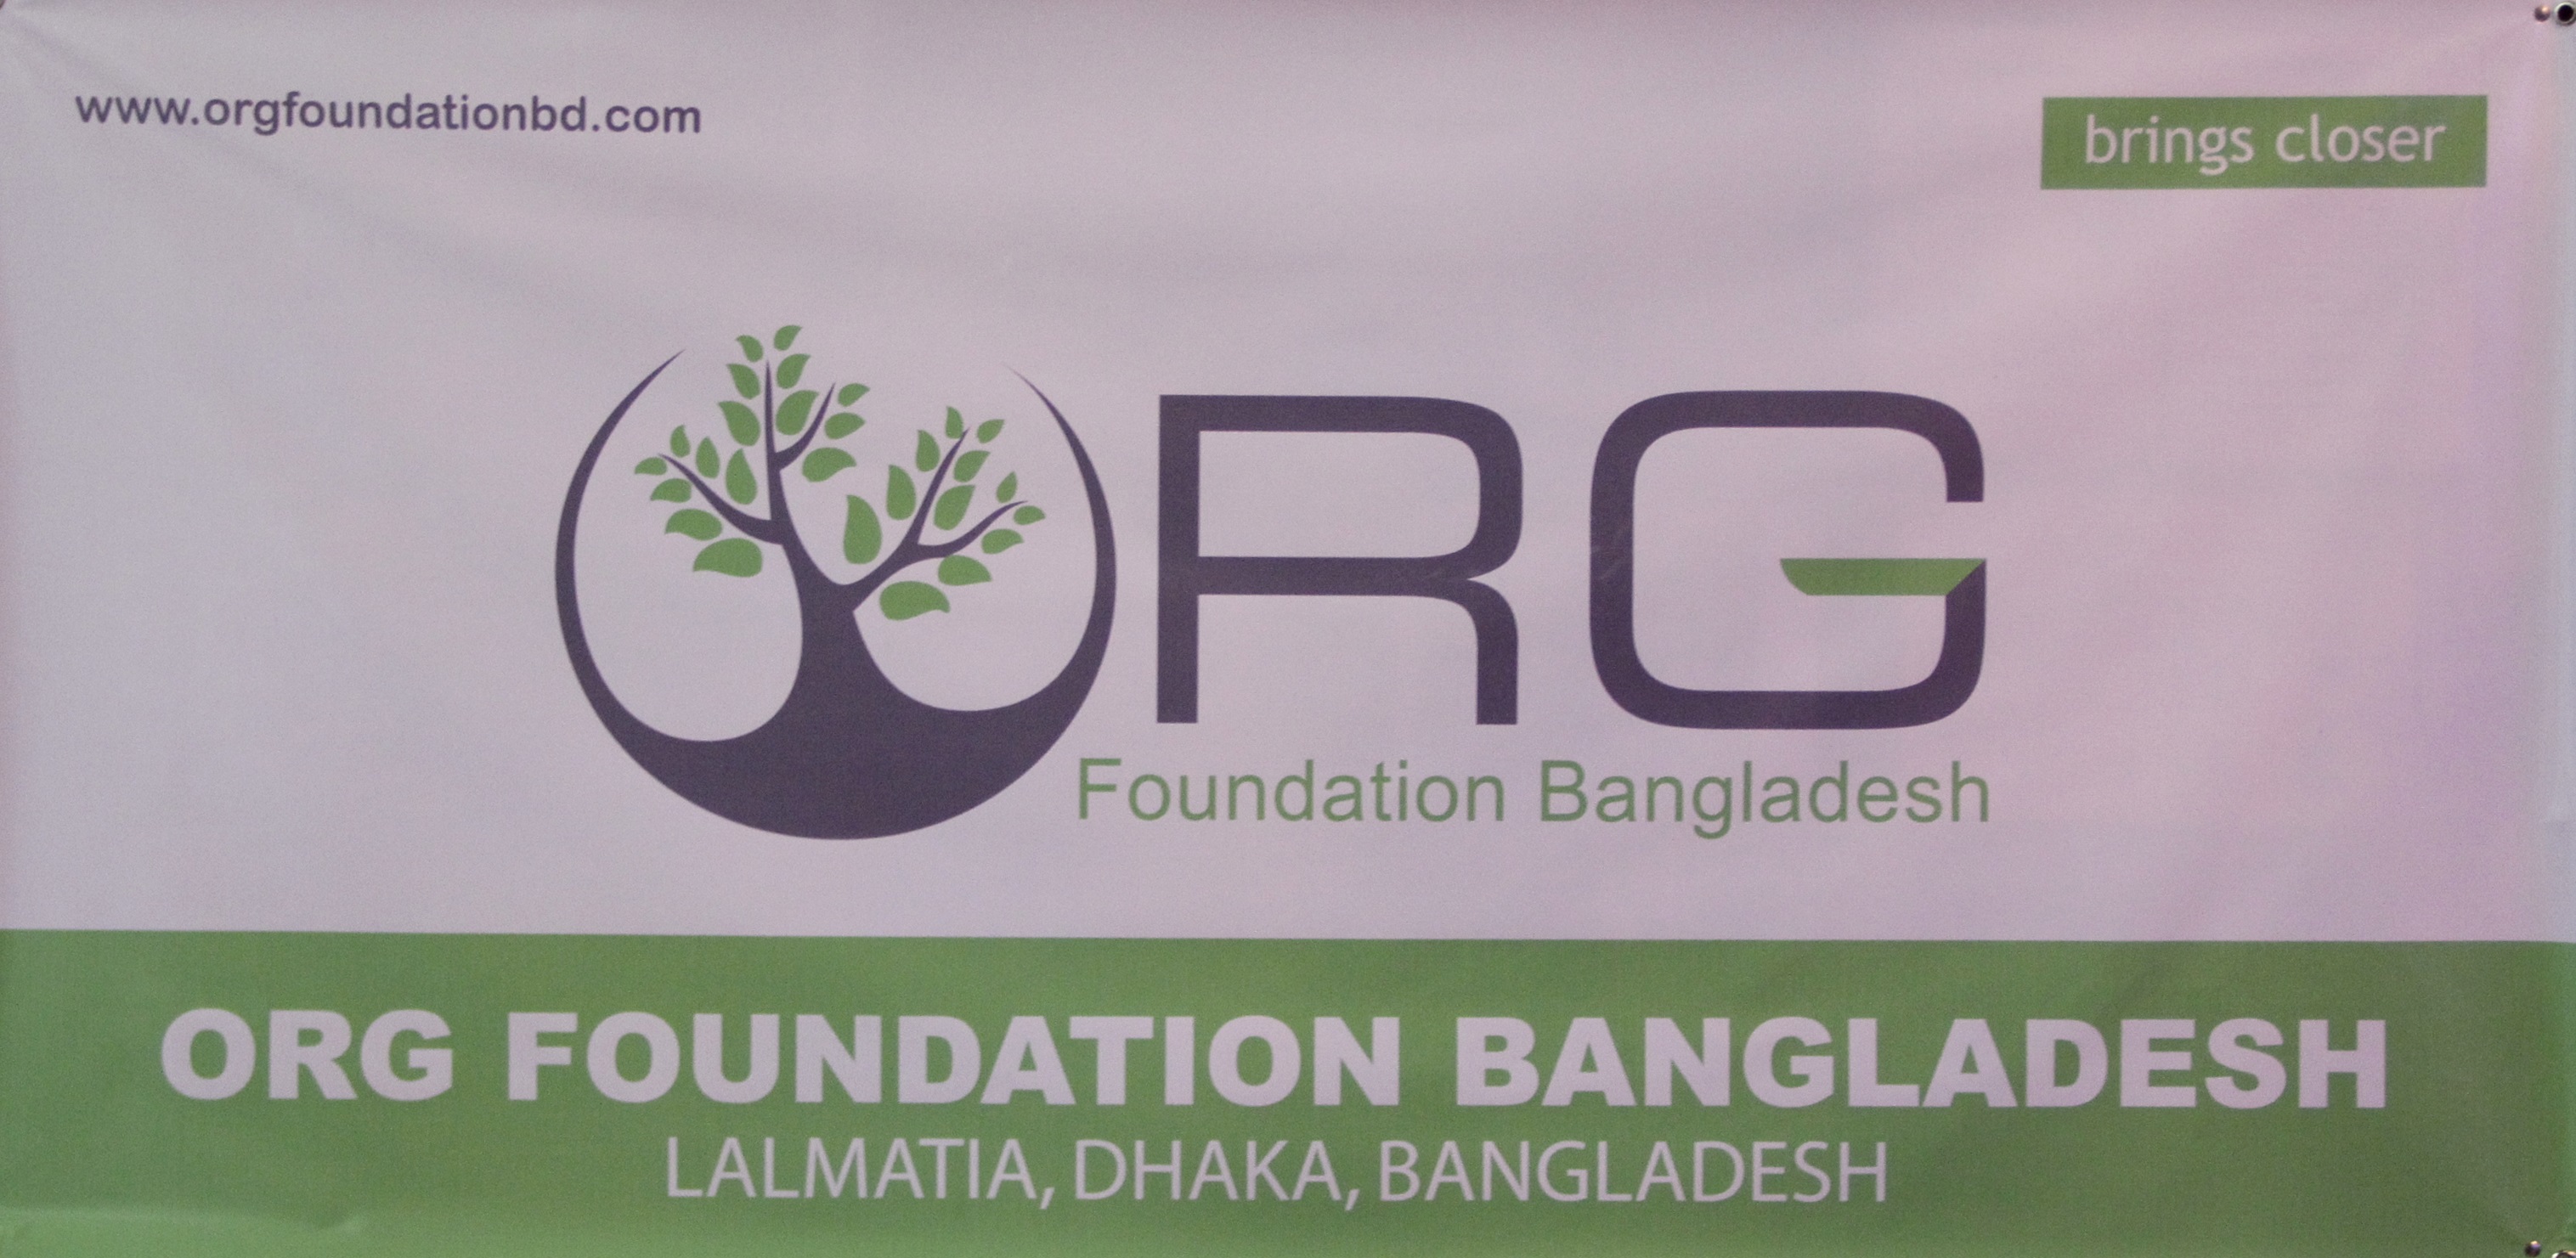 www.orgfoundationbd.com
brings closer
ORG
Foundation Bangladesh
ORG FOUNDATION BANGLADESH
LALMATIA, DHAKA, BANGLADESH